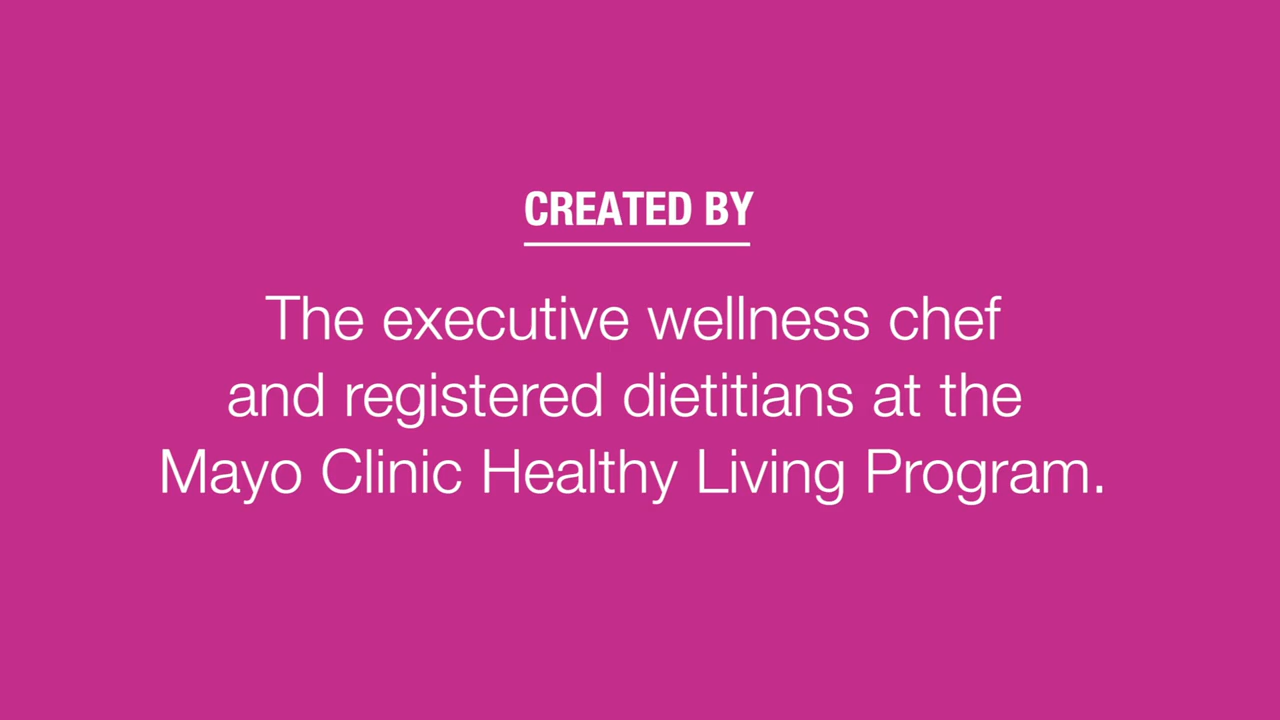 CREATED BY
The executive wellness chef
and registered dietitians at the
Mayo Clinic Healthy Living Program.